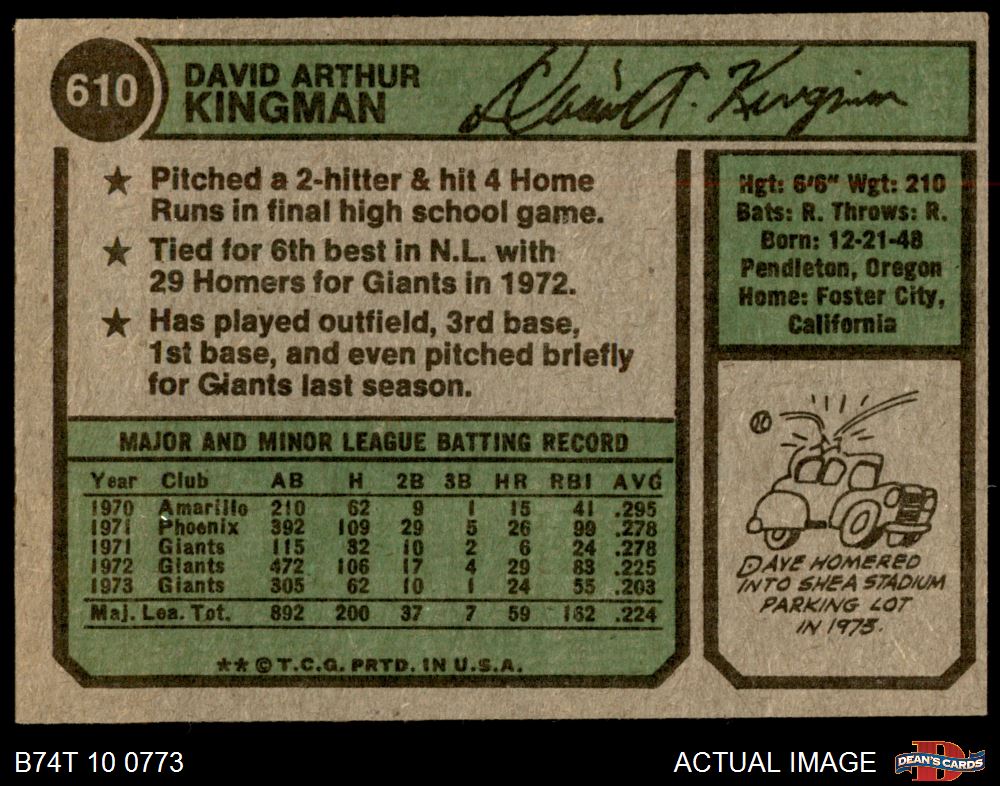 610
DAVID ARTHUR
KINGMAN
David A. Kingman
★ Pitched a 2-hitter & hit 4 Home
Runs in final high school game.
★ Tied for 6th best in N.L. with
29 Homers for Giants in 1972.
★ Has played outfield, 3rd base,
1st base, and even pitched briefly
for Giants last season.
Hgt: 6'6" Wgt: 210
Bats: R. Throws: R.
Born: 12-21-48
Pendleton, Oregon
Home: Foster City,
California
MAJOR AND MINOR LEAGUE BATTING RECORD
Year Club AB H 2B 3B HR RBI AVG
1970 Amarillo 210 62 9 1 15 41 .295
1971 Phoenix 392 109 29 5 26 99 .278
1971 Giants 115 32 10 2 6 24 .278
1972 Giants 472 106 17 4 29 83 .225
1973 Giants 305 62 10 1 24 55 .203
Maj. Lea. Tot. 892 200 37 7 59 162 .224
** © T.C.G. PRTD. IN U.S.A.
DAVE HOMERED
INTO SHEA STADIUM
PARKING LOT
IN 1973.
B74T 10 0773
ACTUAL IMAGE
D
DEAN'S CARDS